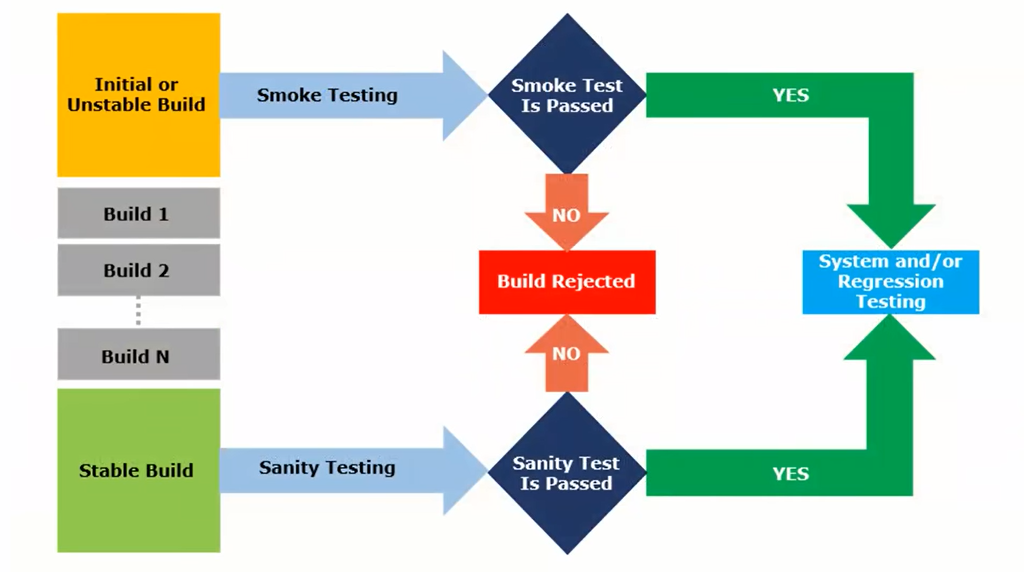 Initial or
Unstable Build
Smoke Testing
Smoke Test
Is Passed
YES
Build 1
NO
Build 2
Build Rejected
System and/or
Regression
Testing
Build N
NO
Stable Build
Sanity Testing
Sanity Test
Is Passed
YES